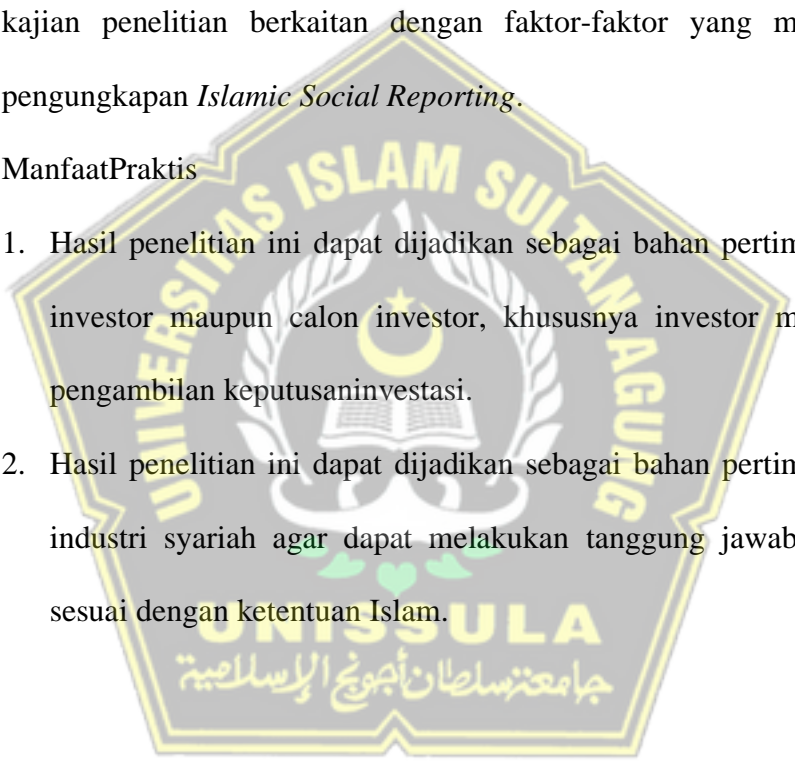 kajian penelitian berkaitan dengan faktor-faktor yang m
pengungkapan Islamic Social Reporting.
ManfaatPraktis
1. Hasil penelitian ini dapat dijadikan sebagai bahan pertim
investor maupun calon investor, khususnya investor m
pengambilan keputusaninvestasi.
2. Hasil penelitian ini dapat dijadikan sebagai bahan pertim
industri syariah agar dapat melakukan tanggung jawab
sesuai dengan ketentuan Islam.
UNIVERSITAS ISLAM SULTAN AGUNG
UNISSULA
جامعة سلطان أجونج الإسلامية